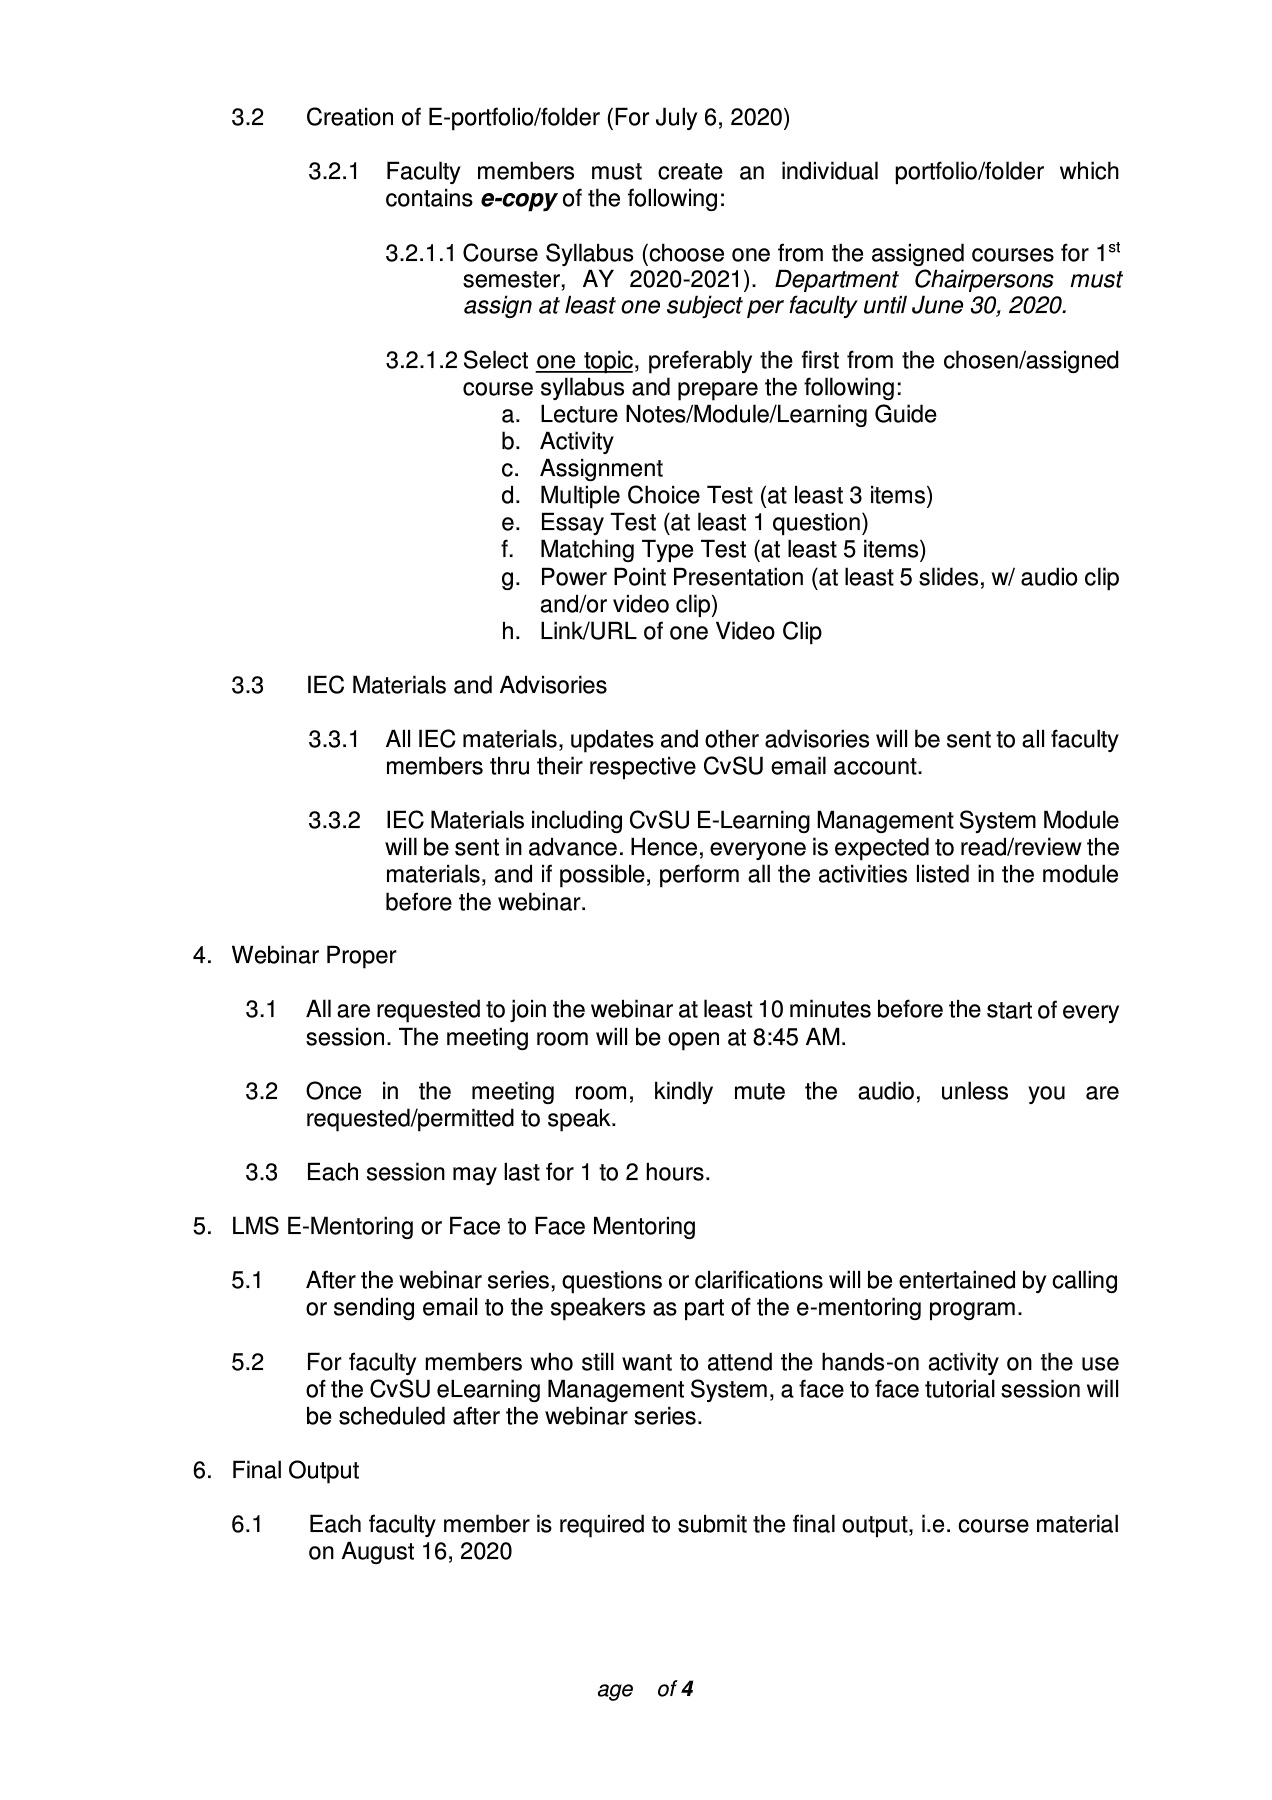 3.2 Creation of E-portfolio/folder (For July 6, 2020)
3.2.1 Faculty members must create an individual portfolio/folder which
contains e-copy of the following:
3.2.1.1 Course Syllabus (choose one from the assigned courses for 1st
semester, AY 2020-2021). Department Chairpersons must
assign at least one subject per faculty until June 30, 2020.
3.2.1.2 Select one topic, preferably the first from the chosen/assigned
course syllabus and prepare the following:
a. Lecture Notes/Module/Learning Guide
b. Activity
c. Assignment
d. Multiple Choice Test (at least 3 items)
e. Essay Test (at least 1 question)
f. Matching Type Test (at least 5 items)
g. Power Point Presentation (at least 5 slides, w/ audio clip
and/or video clip)
h. Link/URL of one Video Clip
3.3 IEC Materials and Advisories
3.3.1 All IEC materials, updates and other advisories will be sent to all faculty
members thru their respective CvSU email account.
3.3.2 IEC Materials including CvSU E-Learning Management System Module
will be sent in advance. Hence, everyone is expected to read/review the
materials, and if possible, perform all the activities listed in the module
before the webinar.
4. Webinar Proper
3.1 All are requested to join the webinar at least 10 minutes before the start of every
session. The meeting room will be open at 8:45 AM.
3.2 Once in the meeting room, kindly mute the audio, unless you are
requested/permitted to speak.
3.3 Each session may last for 1 to 2 hours.
5. LMS E-Mentoring or Face to Face Mentoring
5.1 After the webinar series, questions or clarifications will be entertained by calling
or sending email to the speakers as part of the e-mentoring program.
5.2 For faculty members who still want to attend the hands-on activity on the use
of the CvSU eLearning Management System, a face to face tutorial session will
be scheduled after the webinar series.
6. Final Output
6.1 Each faculty member is required to submit the final output, i.e. course material
on August 16, 2020
age of 4